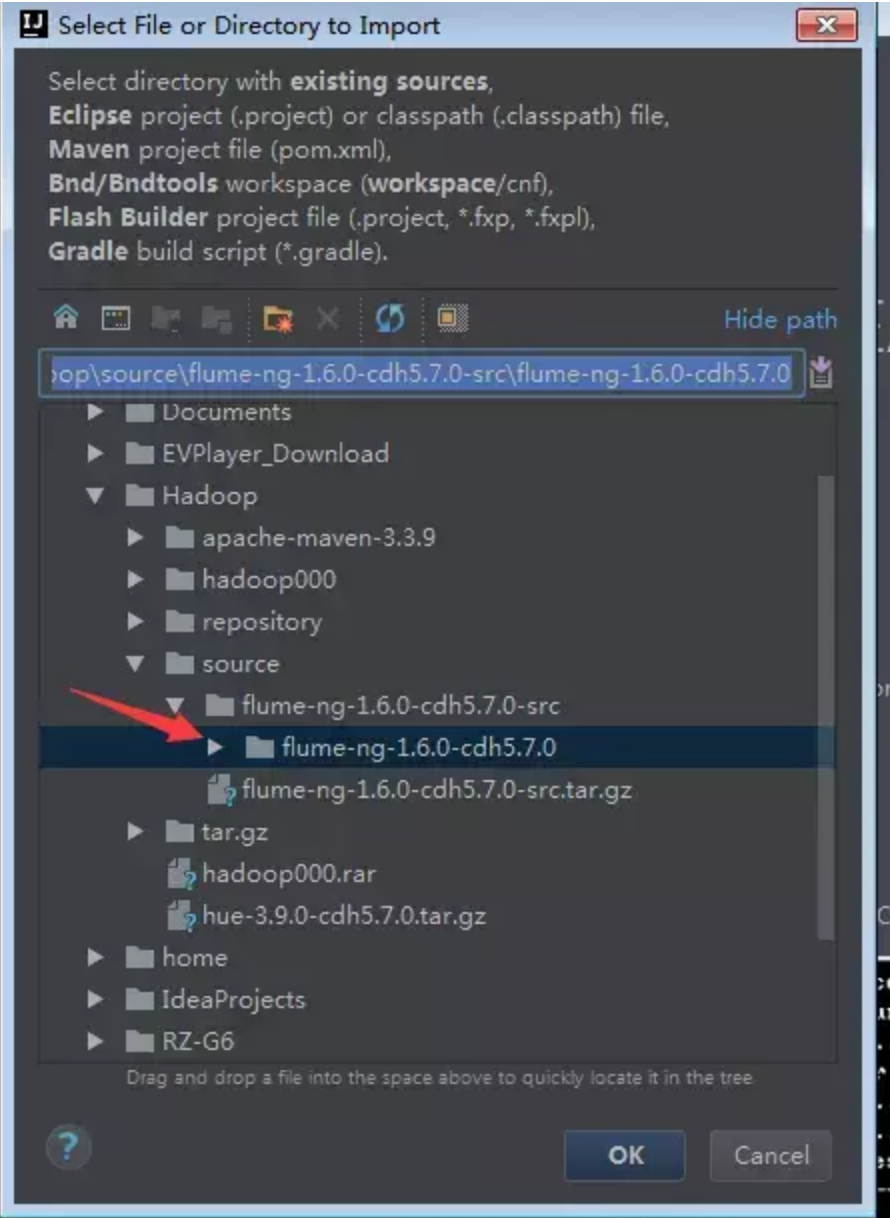 Select File or Directory to Import
Select directory with existing sources,
Eclipse project (.project) or classpath (.classpath) file,
Maven project file (pom.xml),
Bnd/Bndtools workspace (workspace/cnf),
Flash Builder project file (.project, *.fxp, *.fxpl),
Gradle build script (*.gradle).
Hide path
oop\source\flume-ng-1.6.0-cdh5.7.0-src\flume-ng-1.6.0-cdh5.7.0
Documents
EVPlayer_Download
Hadoop
apache-maven-3.3.9
hadoop000
repository
source
flume-ng-1.6.0-cdh5.7.0-src
flume-ng-1.6.0-cdh5.7.0
flume-ng-1.6.0-cdh5.7.0-src.tar.gz
tar.gz
hadoop000.rar
hue-3.9.0-cdh5.7.0.tar.gz
home
IdeaProjects
RZ-G6
Drag and drop a file into the space above to quickly locate it in the tree
?
OK
Cancel